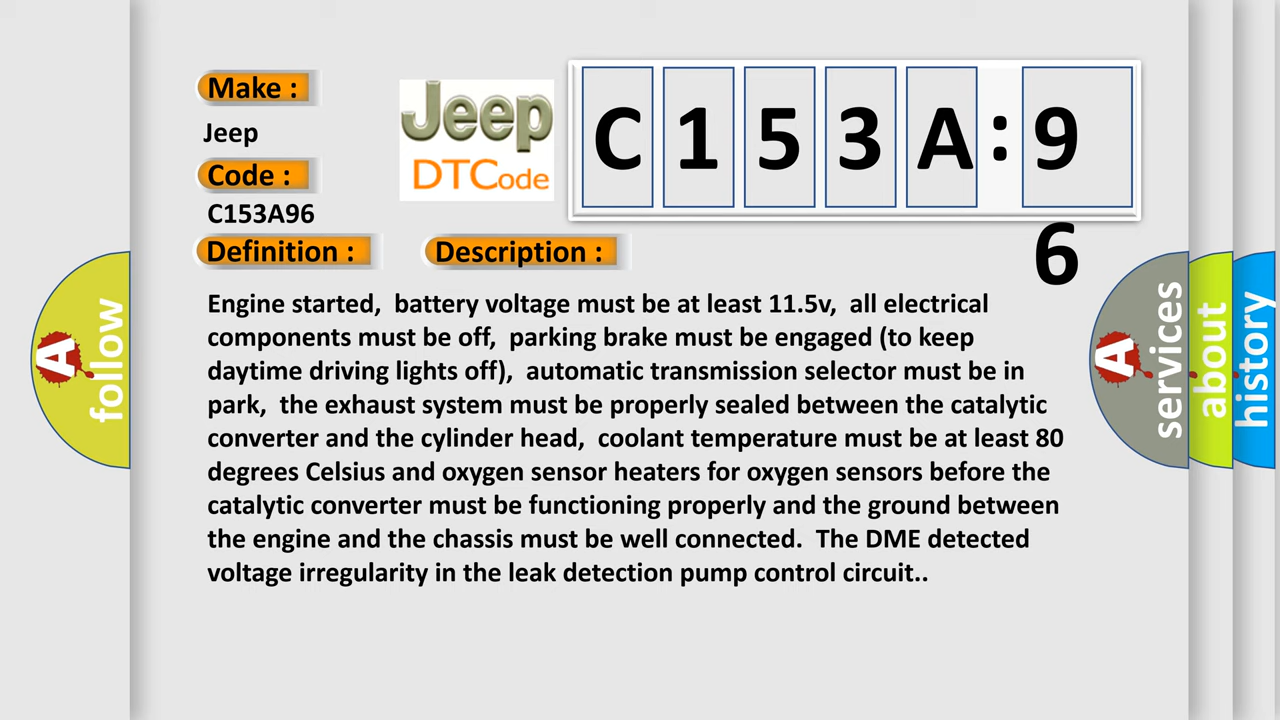 Make :
Jeep
Code :
C153A96
Definition :
Description :
Jeep
DTCode
C 1 5 3 A : 9
6
Engine started,  battery voltage must be at least 11.5v,  all electrical
components must be off,  parking brake must be engaged (to keep
daytime driving lights off),  automatic transmission selector must be in
park,  the exhaust system must be properly sealed between the catalytic
converter and the cylinder head,  coolant temperature must be at least 80
degrees Celsius and oxygen sensor heaters for oxygen sensors before the
catalytic converter must be functioning properly and the ground between
the engine and the chassis must be well connected.  The DME detected
voltage irregularity in the leak detection pump control circuit..
A follow
A services
about
history